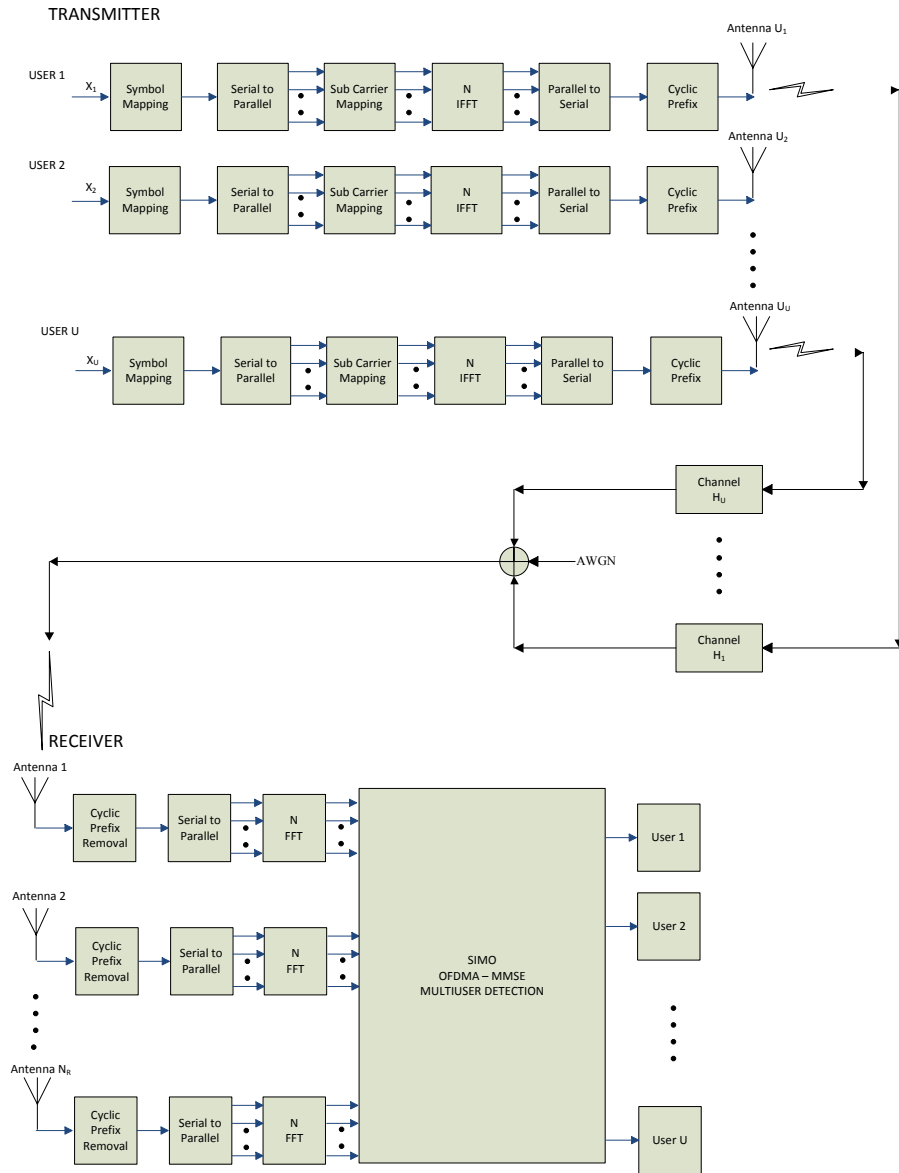 TRANSMITTER
Antenna U1
USER 1
X1
Symbol
Mapping
Serial to
Parallel
Sub Carrier
Mapping
N
IFFT
Parallel to
Serial
Cyclic
Prefix
Antenna U2
USER 2
X2
Symbol
Mapping
Serial to
Parallel
Sub Carrier
Mapping
N
IFFT
Parallel to
Serial
Cyclic
Prefix
Antenna UU
USER U
XU
Symbol
Mapping
Serial to
Parallel
Sub Carrier
Mapping
N
IFFT
Parallel to
Serial
Cyclic
Prefix
Channel
HU
AWGN
Channel
H1
RECEIVER
Antenna 1
Cyclic
Prefix
Removal
Serial to
Parallel
N
FFT
User 1
Antenna 2
Cyclic
Prefix
Removal
Serial to
Parallel
N
FFT
SIMO
OFDMA – MMSE
MULTIUSER DETECTION
User 2
Antenna NR
Cyclic
Prefix
Removal
Serial to
Parallel
N
FFT
User U